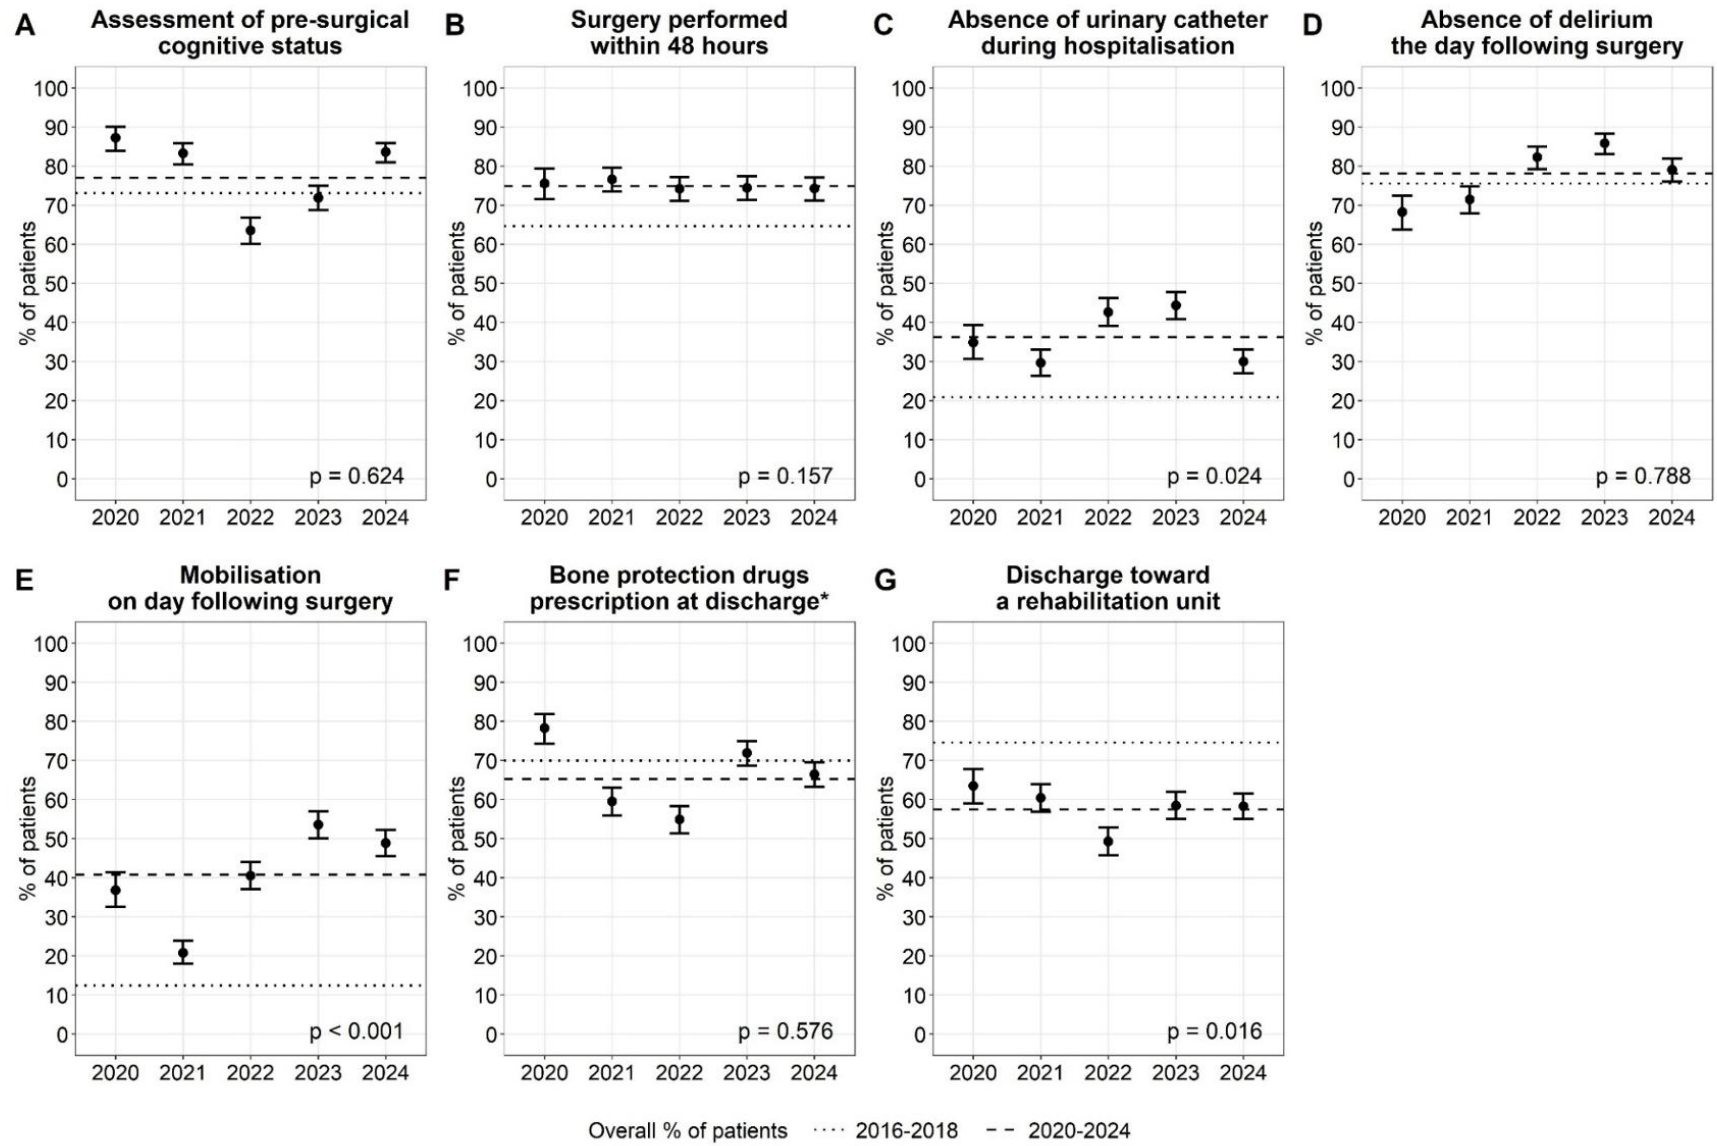 A Assessment of pre-surgical
cognitive status
% of patients
100
90
80
70
60
50
40
30
20
10
0
p = 0.624
2020 2021 2022 2023 2024
B Surgery performed
within 48 hours
% of patients
100
90
80
70
60
50
40
30
20
10
0
p = 0.157
2020 2021 2022 2023 2024
C Absence of urinary catheter
during hospitalisation
% of patients
100
90
80
70
60
50
40
30
20
10
0
p = 0.024
2020 2021 2022 2023 2024
D Absence of delirium
the day following surgery
% of patients
100
90
80
70
60
50
40
30
20
10
0
p = 0.788
2020 2021 2022 2023 2024
E Mobilisation
on day following surgery
% of patients
100
90
80
70
60
50
40
30
20
10
0
p < 0.001
2020 2021 2022 2023 2024
F Bone protection drugs
prescription at discharge*
% of patients
100
90
80
70
60
50
40
30
20
10
0
p = 0.576
2020 2021 2022 2023 2024
G Discharge toward
a rehabilitation unit
% of patients
100
90
80
70
60
50
40
30
20
10
0
p = 0.016
2020 2021 2022 2023 2024
Overall % of patients 2016-2018 2020-2024